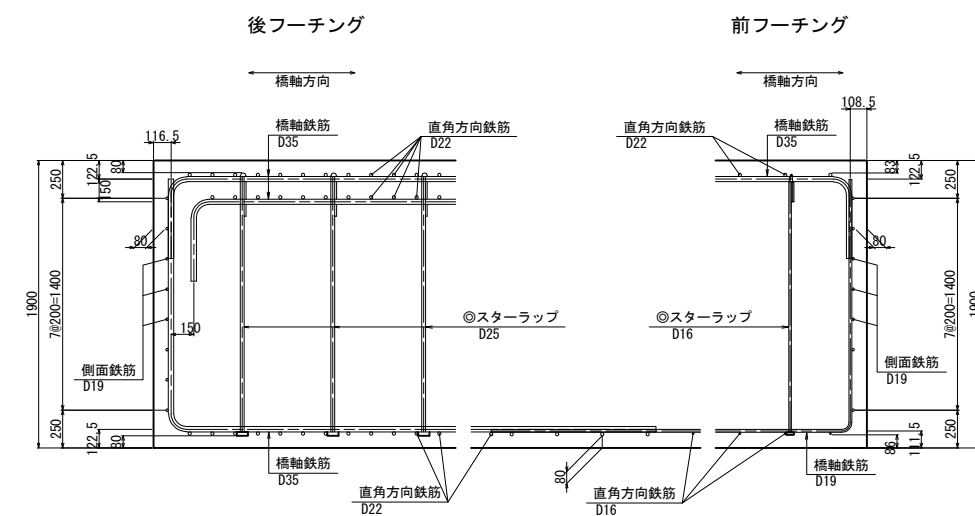 後フーチング
前フーチング
橋軸方向
橋軸方向
108.5
116.5
橋軸鉄筋
D35
直角方向鉄筋
D22
直角方向鉄筋
D22
橋軸鉄筋
D35
250
122.5
80
150
83
122.5
250
80
80
1900
7@200=1400
150
◎スターラップ
D25
◎スターラップ
D16
7@200=1400
1900
側面鉄筋
D19
側面鉄筋
D19
250
122.5
80
橋軸鉄筋
D35
80
86
111.5
250
橋軸鉄筋
D19
直角方向鉄筋
D22
直角方向鉄筋
D16